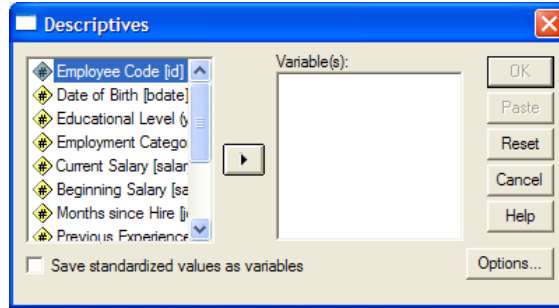 Descriptives
Employee Code [id]
Date of Birth [bdate]
Educational Level (y
Employment Catego
Current Salary [salar
Beginning Salary [sa
Months since Hire [jo
Previous Experience
Variable(s):
OK
Paste
Reset
Cancel
Help
Save standardized values as variables
Options...